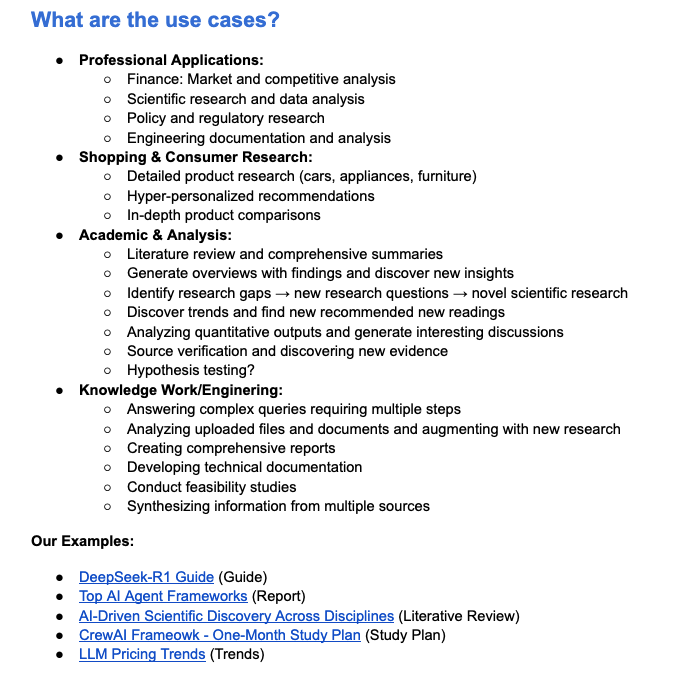 What are the use cases?
● Professional Applications:
○ Finance: Market and competitive analysis
○ Scientific research and data analysis
○ Policy and regulatory research
○ Engineering documentation and analysis
● Shopping & Consumer Research:
○ Detailed product research (cars, appliances, furniture)
○ Hyper-personalized recommendations
○ In-depth product comparisons
● Academic & Analysis:
○ Literature review and comprehensive summaries
○ Generate overviews with findings and discover new insights
○ Identify research gaps → new research questions → novel scientific research
○ Discover trends and find new recommended new readings
○ Analyzing quantitative outputs and generate interesting discussions
○ Source verification and discovering new evidence
○ Hypothesis testing?
● Knowledge Work/Enginering:
○ Answering complex queries requiring multiple steps
○ Analyzing uploaded files and documents and augmenting with new research
○ Creating comprehensive reports
○ Developing technical documentation
○ Conduct feasibility studies
○ Synthesizing information from multiple sources
Our Examples:
● DeepSeek-R1 Guide (Guide)
● Top AI Agent Frameworks (Report)
● AI-Driven Scientific Discovery Across Disciplines (Literative Review)
● CrewAI Frameowk - One-Month Study Plan (Study Plan)
● LLM Pricing Trends (Trends)